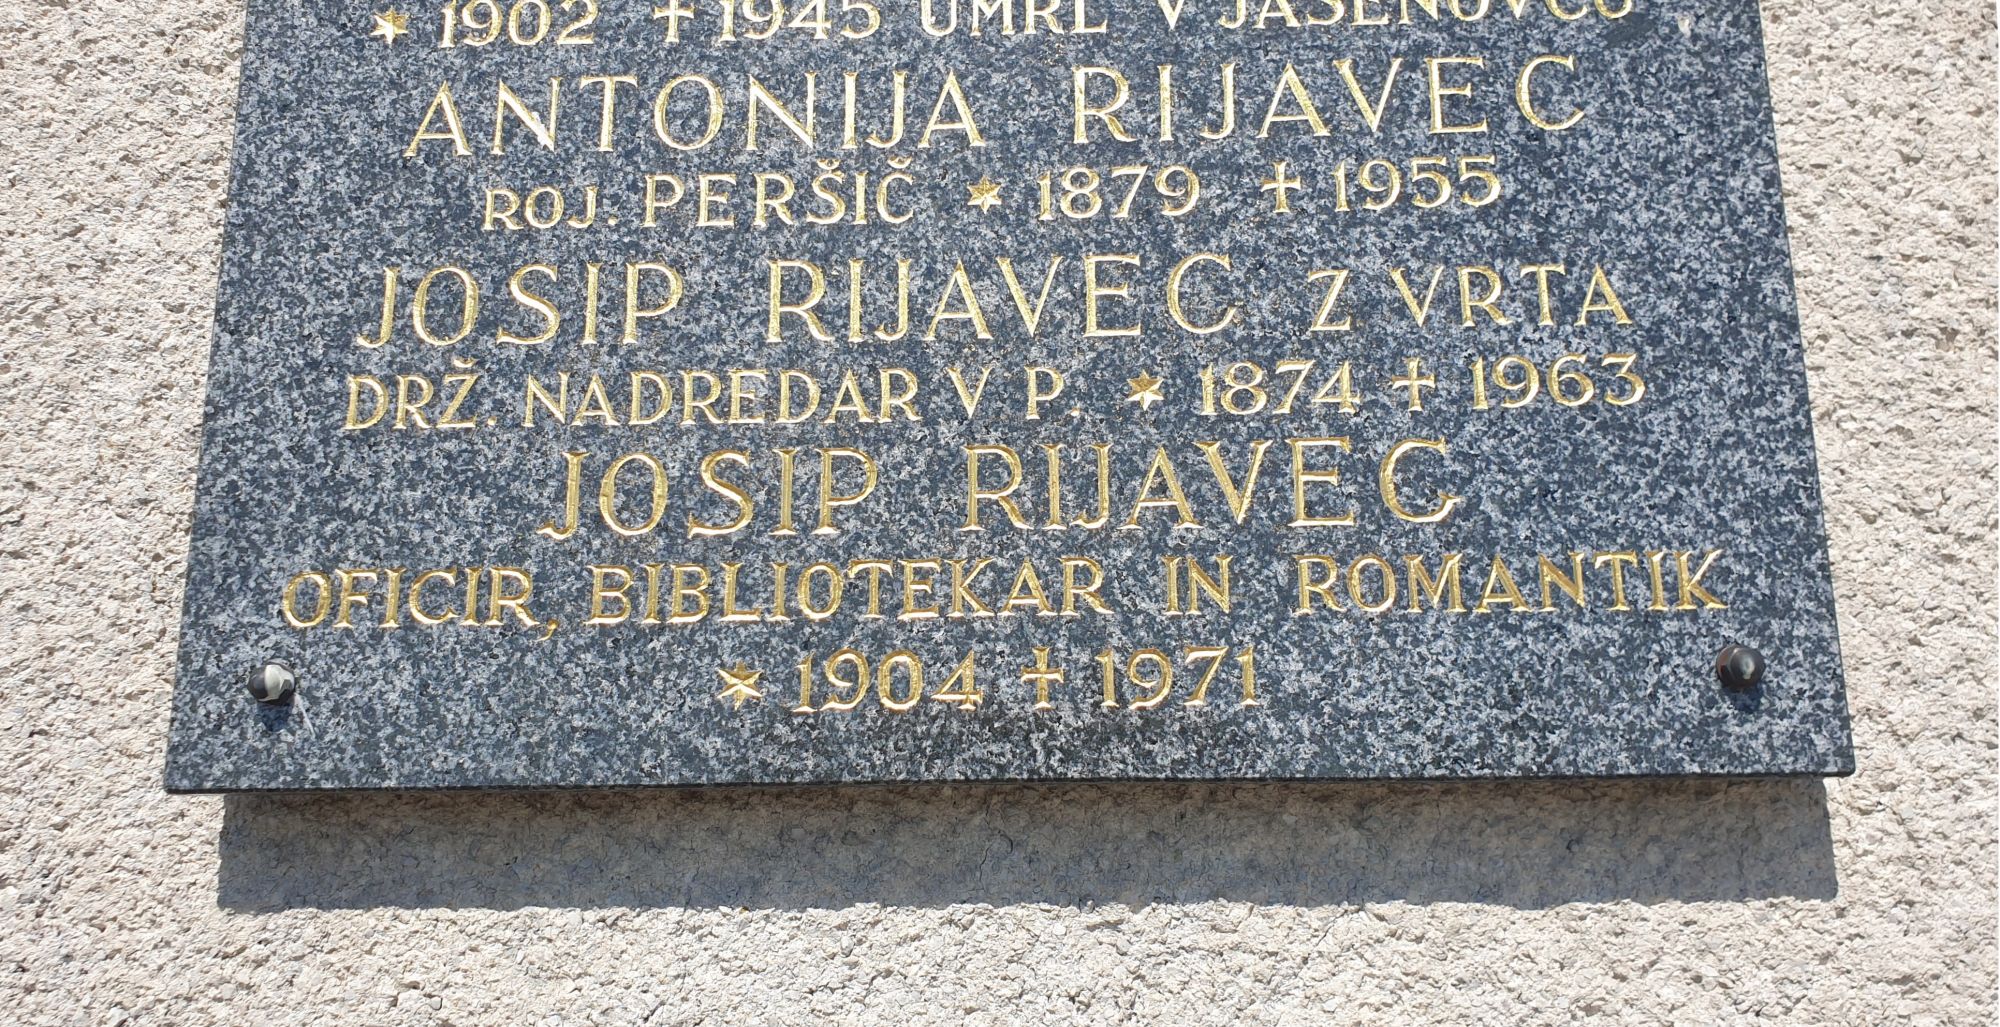 * 1902 + 1945 UMRL V JASENOVCU
ANTONIJA RIJAVEC
ROJ. PERŠIČ * 1879 + 1955
JOSIP RIJAVEC Z VRTA
DRŽ. NADREDAR V P. * 1874 + 1963
JOSIP RIJAVEC
OFICIR, BIBLIOTEKAR IN ROMANTIK
* 1904 + 1971